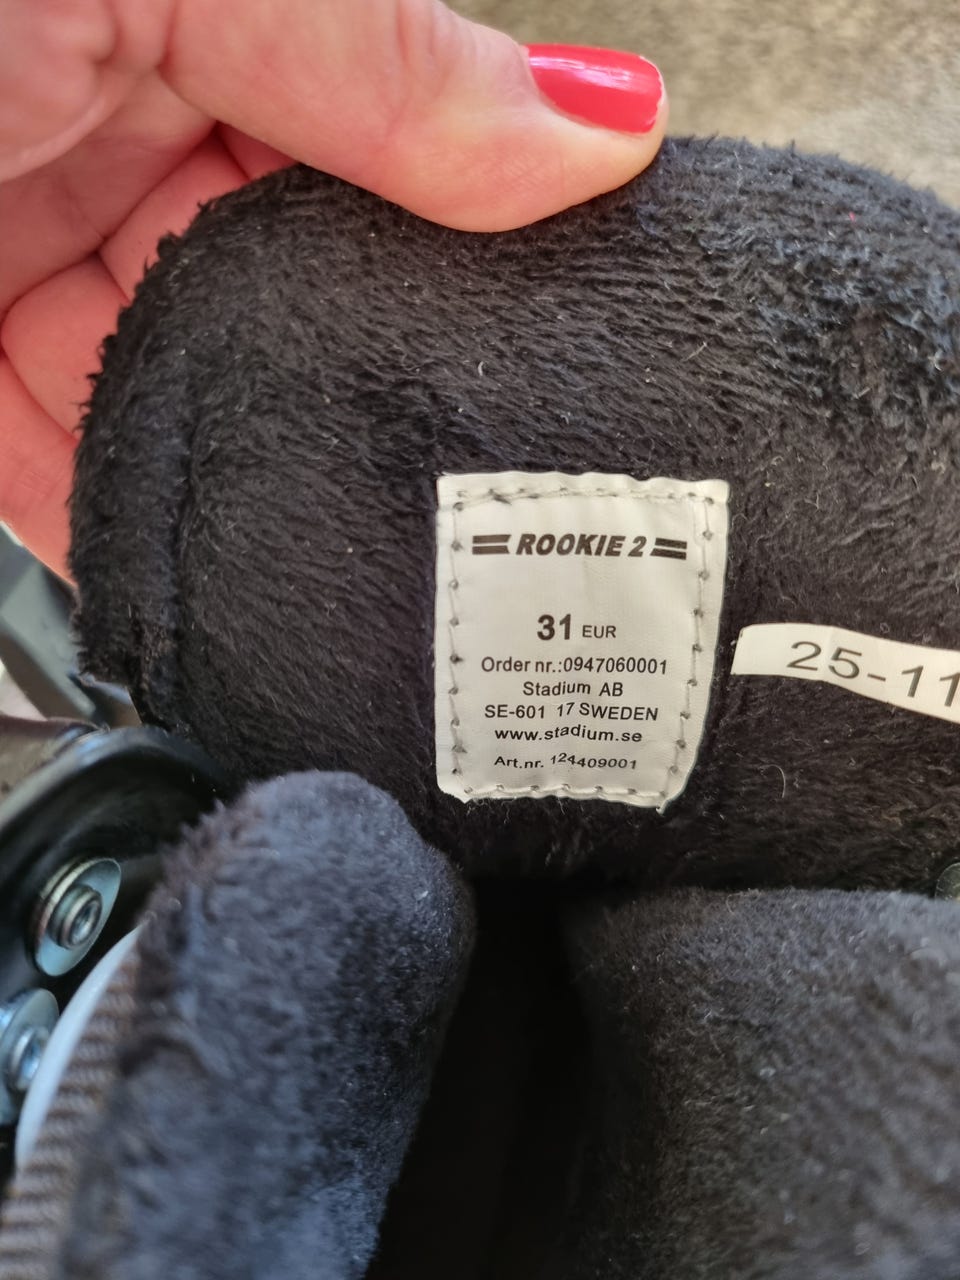 ROOKIE 2
31 EUR
Order nr.:0947060001
Stadium AB
SE-601 17 SWEDEN
www.stadium.se
Art.nr. 124409001
25-11